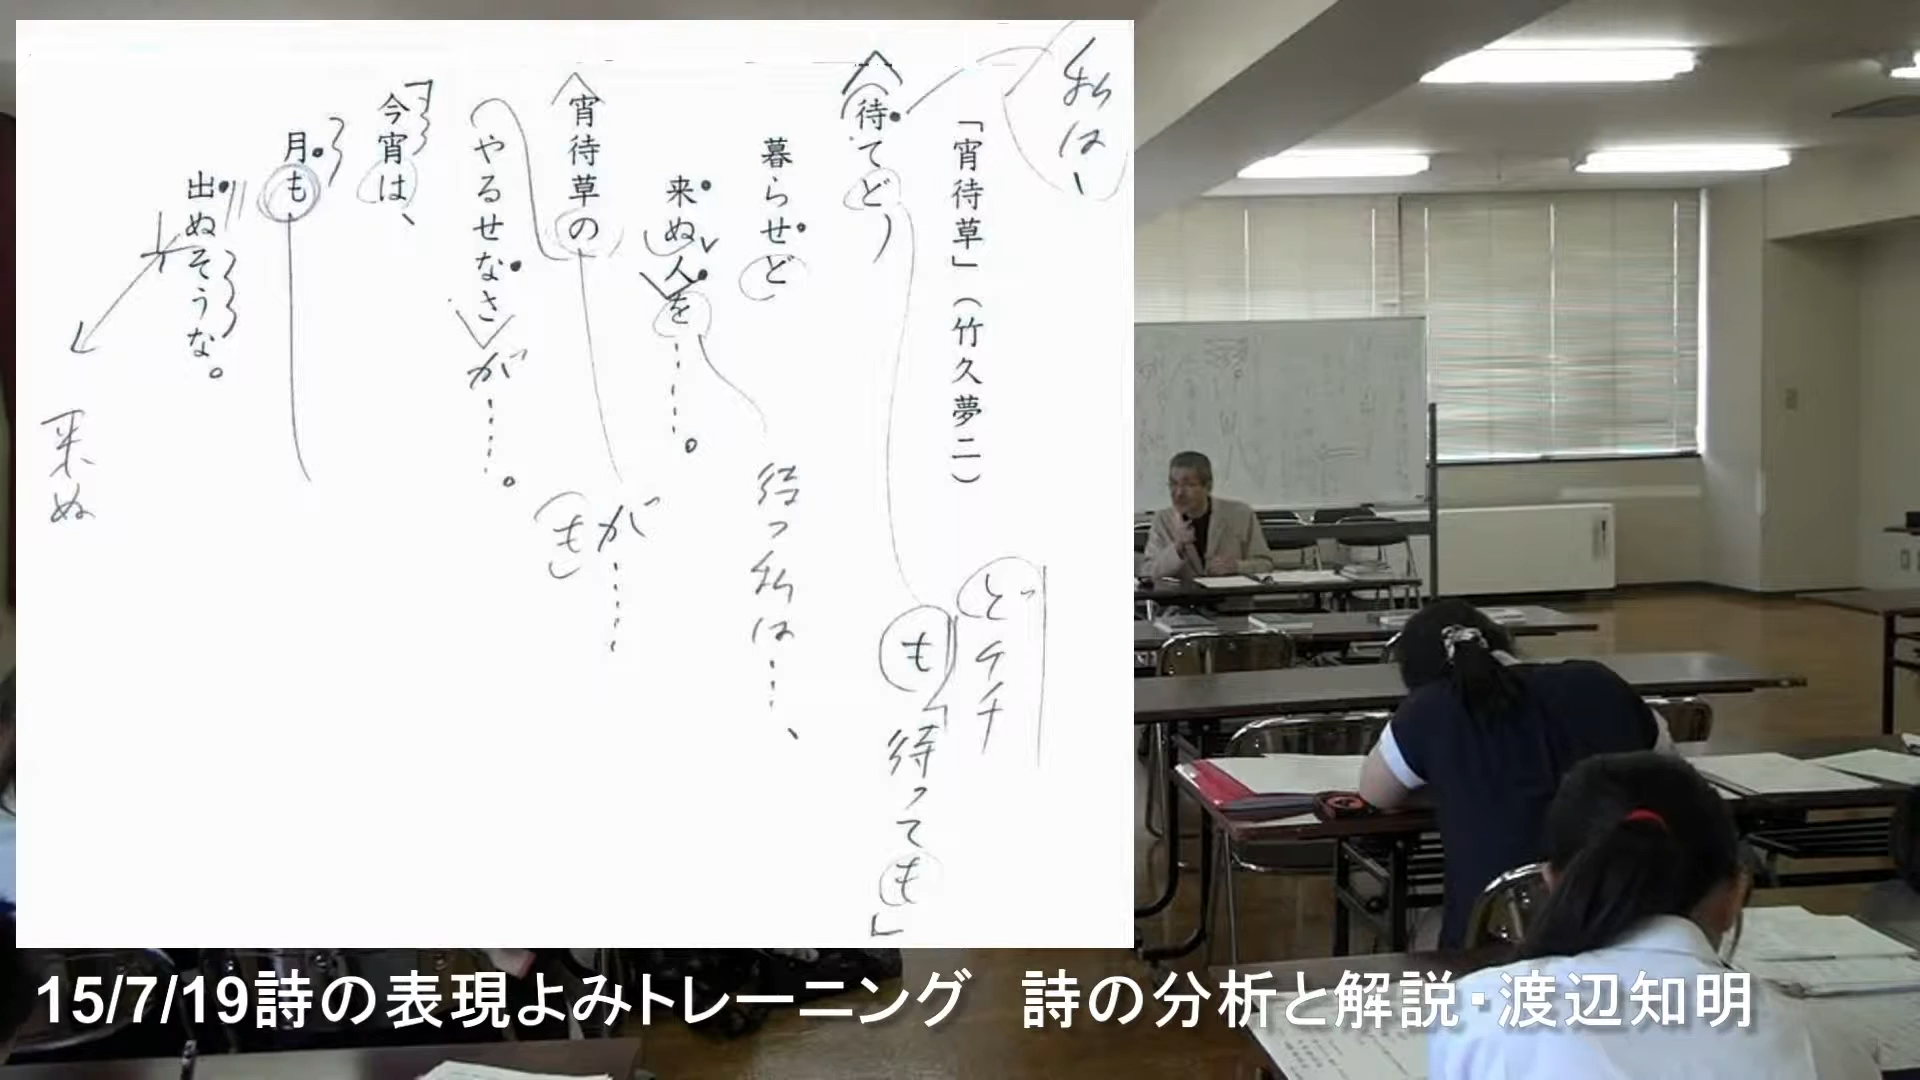 私は、
「宵待草」（竹久夢二）
待てど
暮らせど
来ぬ人を……。
宵待草の
やるせなさ
が……。
今宵は、
月も
出ぬそうな。
も
「待っても」
待つ私は…、
が……
(も)
来ぬ
15/7/19詩の表現よみトレーニング　詩の分析と解説・渡辺知明